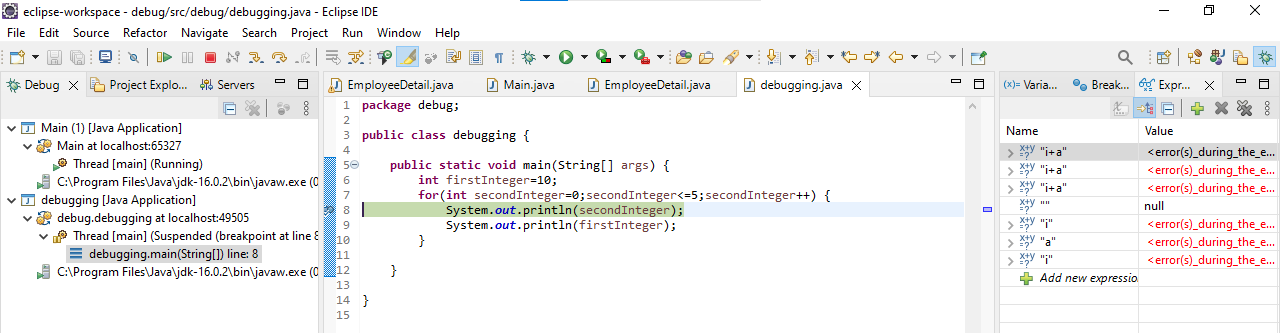 eclipse-workspace - debug/src/debug/debugging.java - Eclipse IDE
File Edit Source Refactor Navigate Search Project Run Window Help
Debug Project Explo... Servers
Main (1) [Java Application]
Main at localhost:65327
Thread [main] (Running)
C:\Program Files\Java\jdk-16.0.2\bin\javaw.exe (0
debugging [Java Application]
debug.debugging at localhost:49505
Thread [main] (Suspended (breakpoint at line 8
debugging.main(String[]) line: 8
C:\Program Files\Java\jdk-16.0.2\bin\javaw.exe (0
EmployeeDetail.java Main.java EmployeeDetail.java debugging.java
1 package debug;
2
3 public class debugging {
4
5 public static void main(String[] args) {
6 int firstInteger=10;
7 for(int secondInteger=0;secondInteger<=5;secondInteger++) {
8 System.out.println(secondInteger);
9 System.out.println(firstInteger);
10 }
11
12 }
13
14 }
15
(x)= Varia... Break... Expr...
Name Value
"i+a" <error(s)_during_the_e...
"i+a" <error(s)_during_the_e...
"i+a" <error(s)_during_the_e...
"" null
"i" <error(s)_during_the_e...
"a" <error(s)_during_the_e...
"i" <error(s)_during_the_e...
Add new expressio